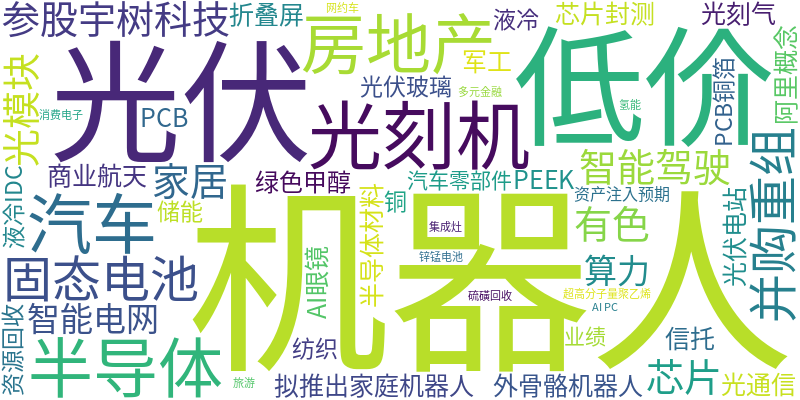 参股宇树科技
折叠屏
网约车
液冷
芯片封测
光刻气
光模块
光伏
房地产
军工
低价
阿里概念
消费电子
PCB
光伏玻璃
多元金融
氢能
PCB铜箔
光刻机
商业航天
家居
绿色甲醇
汽车零部件
PEEK
智能驾驶
并购重组
液冷IDC
汽车
储能
半导体材料
铜
资产注入预期
有色
光伏电站
机器人
集成灶
锌锰电池
固态电池
AI眼镜
算力
硫磺回收
超高分子量聚乙烯
AI PC
资源回收
智能电网
纺织
业绩
信托
半导体
旅游
拟推出家庭机器人
外骨骼机器人
芯片
光通信